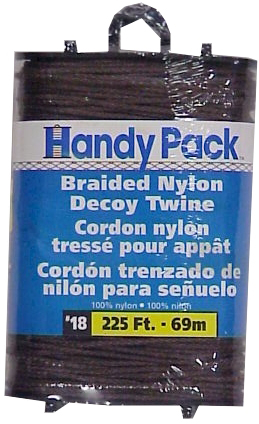 Handy Pack™
Braided Nylon
Decoy Twine
Cordon nylon
tressé pour appât
Cordón trenzado de
nilón para señuelo
100% nylon • 100% nilón
#18 225 Ft. - 69m